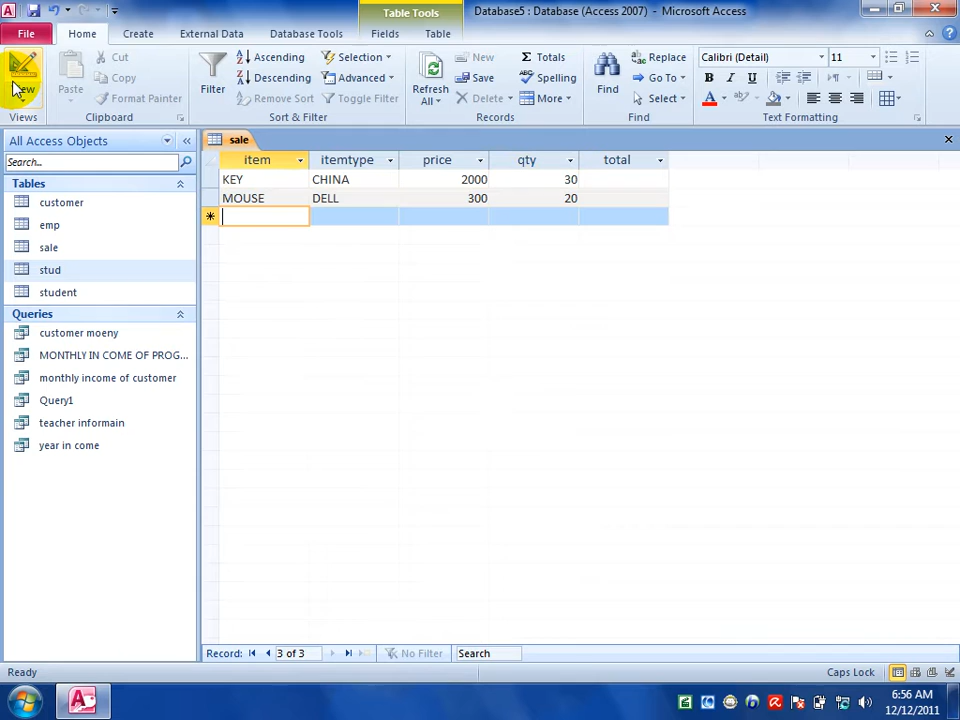 Table Tools
Database5 : Database (Access 2007) - Microsoft Access
File
Home
Create
External Data
Database Tools
Fields
Table
Paste
Cut
Copy
Format Painter
Filter
Ascending
Descending
Remove Sort
Selection
Advanced
Toggle Filter
Refresh
All
New
Save
Delete
Totals
Spelling
More
Find
Replace
Go To
Select
Calibri (Detail)
11
B I U
A
Views
Clipboard
Sort & Filter
Records
Find
Text Formatting
All Access Objects
Search..
Tables
customer
emp
sale
stud
student
Queries
customer moeny
MONTHLY IN COME OF PROG...
monthly income of customer
Query1
teacher informain
year in come
sale
item itemtype price qty total
KEY CHINA 2000 30
MOUSE DELL 300 20
Record: 3 of 3 No Filter Search
Ready
Caps Lock
6:56 AM
12/12/2011